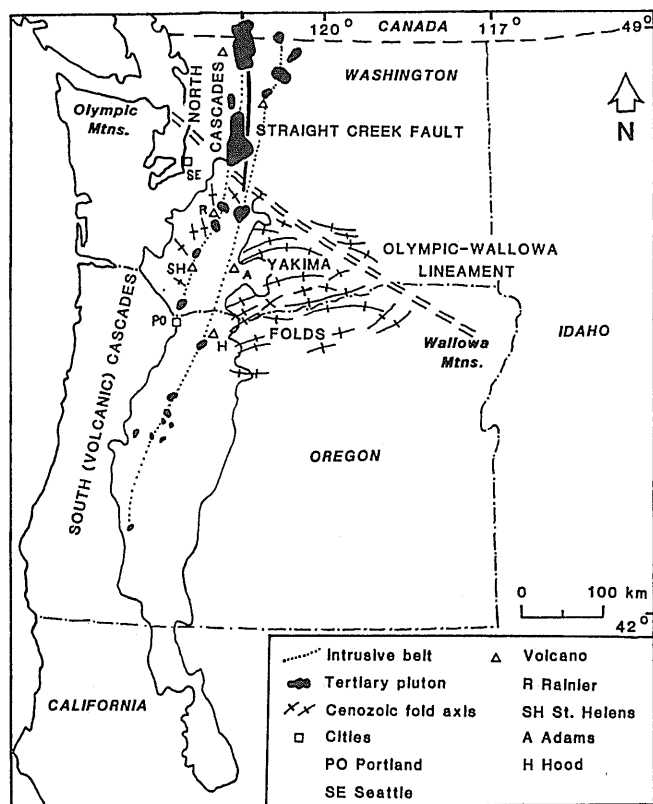 120°
117°
49°
CANADA
WASHINGTON
NORTH
CASCADES
Olympic
Mtns.
STRAIGHT CREEK FAULT
N
SE
R
SH
A
YAKIMA
OLYMPIC-WALLOWA
LINEAMENT
PO
H
FOLDS
Wallowa
Mtns.
IDAHO
SOUTH (VOLCANIC) CASCADES
OREGON
0 100 km
42°
CALIFORNIA
Intrusive belt
Tertiary pluton
Cenozoic fold axis
Cities
PO Portland
SE Seattle
Volcano
R Rainier
SH St. Helens
A Adams
H Hood